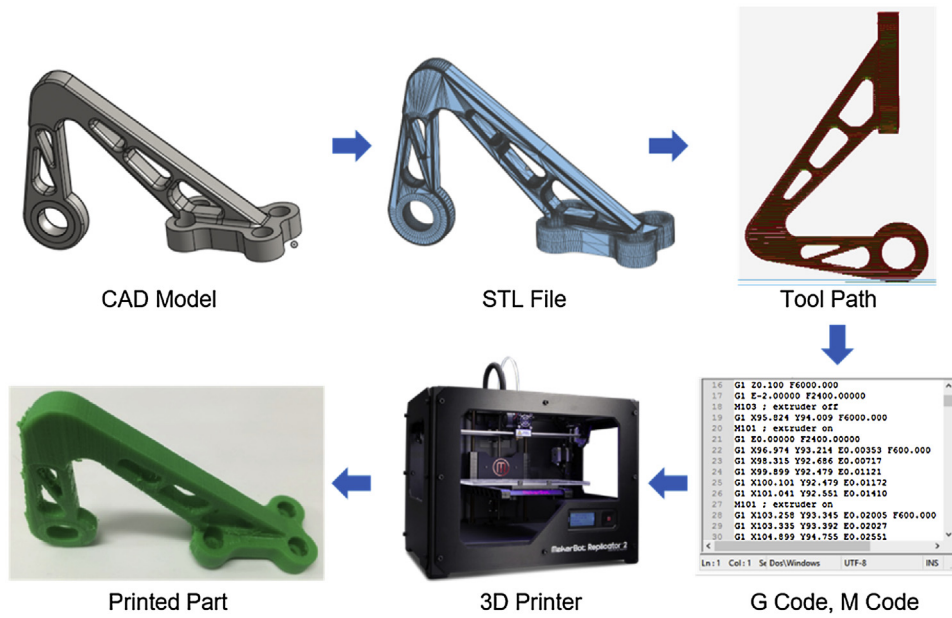 CAD Model
STL File
Tool Path
16 G1 Z0.100 F6000.000
17 G1 E-2.00000 F2400.00000
18 M103 ; extruder off
19 G1 X95.824 Y94.009 F6000.000
20 M101 ; extruder on
21 G1 E0.00000 F2400.00000
22 G1 X96.974 Y93.214 E0.00353 F600.000
23 G1 X98.315 Y92.686 E0.00717
24 G1 X99.899 Y92.479 E0.01121
25 G1 X100.101 Y92.479 E0.01172
26 G1 X101.041 Y92.551 E0.01410
27 M101 ; extruder on
28 G1 X103.258 Y93.345 E0.02005 F600.000
29 G1 X103.335 Y93.392 E0.02027
30 G1 X104.899 Y94.755 E0.02551
Ln : 1 Col : 1 Se Dos\Windows UTF-8 INS
MakerBot Replicator 2
Printed Part
3D Printer
G Code, M Code